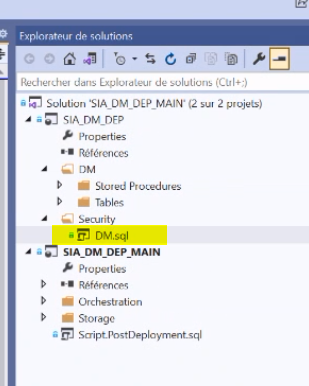 Explorateur de solutions
Rechercher dans Explorateur de solutions (Ctrl+;)
Solution 'SIA_DM_DEP_MAIN' (2 sur 2 projets)
SIA_DM_DEP
Properties
Références
DM
Stored Procedures
Tables
Security
DM.sql
SIA_DM_DEP_MAIN
Properties
Références
Orchestration
Storage
Script.PostDeployment.sql